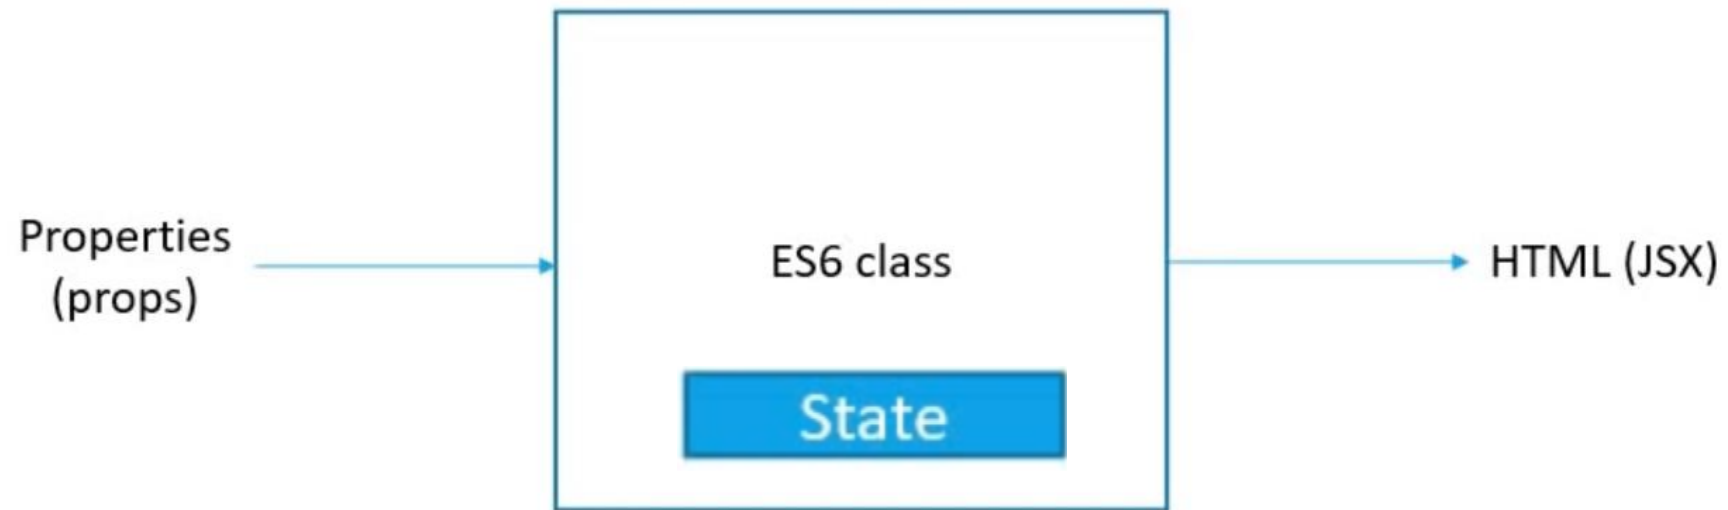 Properties
(props)
ES6 class
State
HTML (JSX)